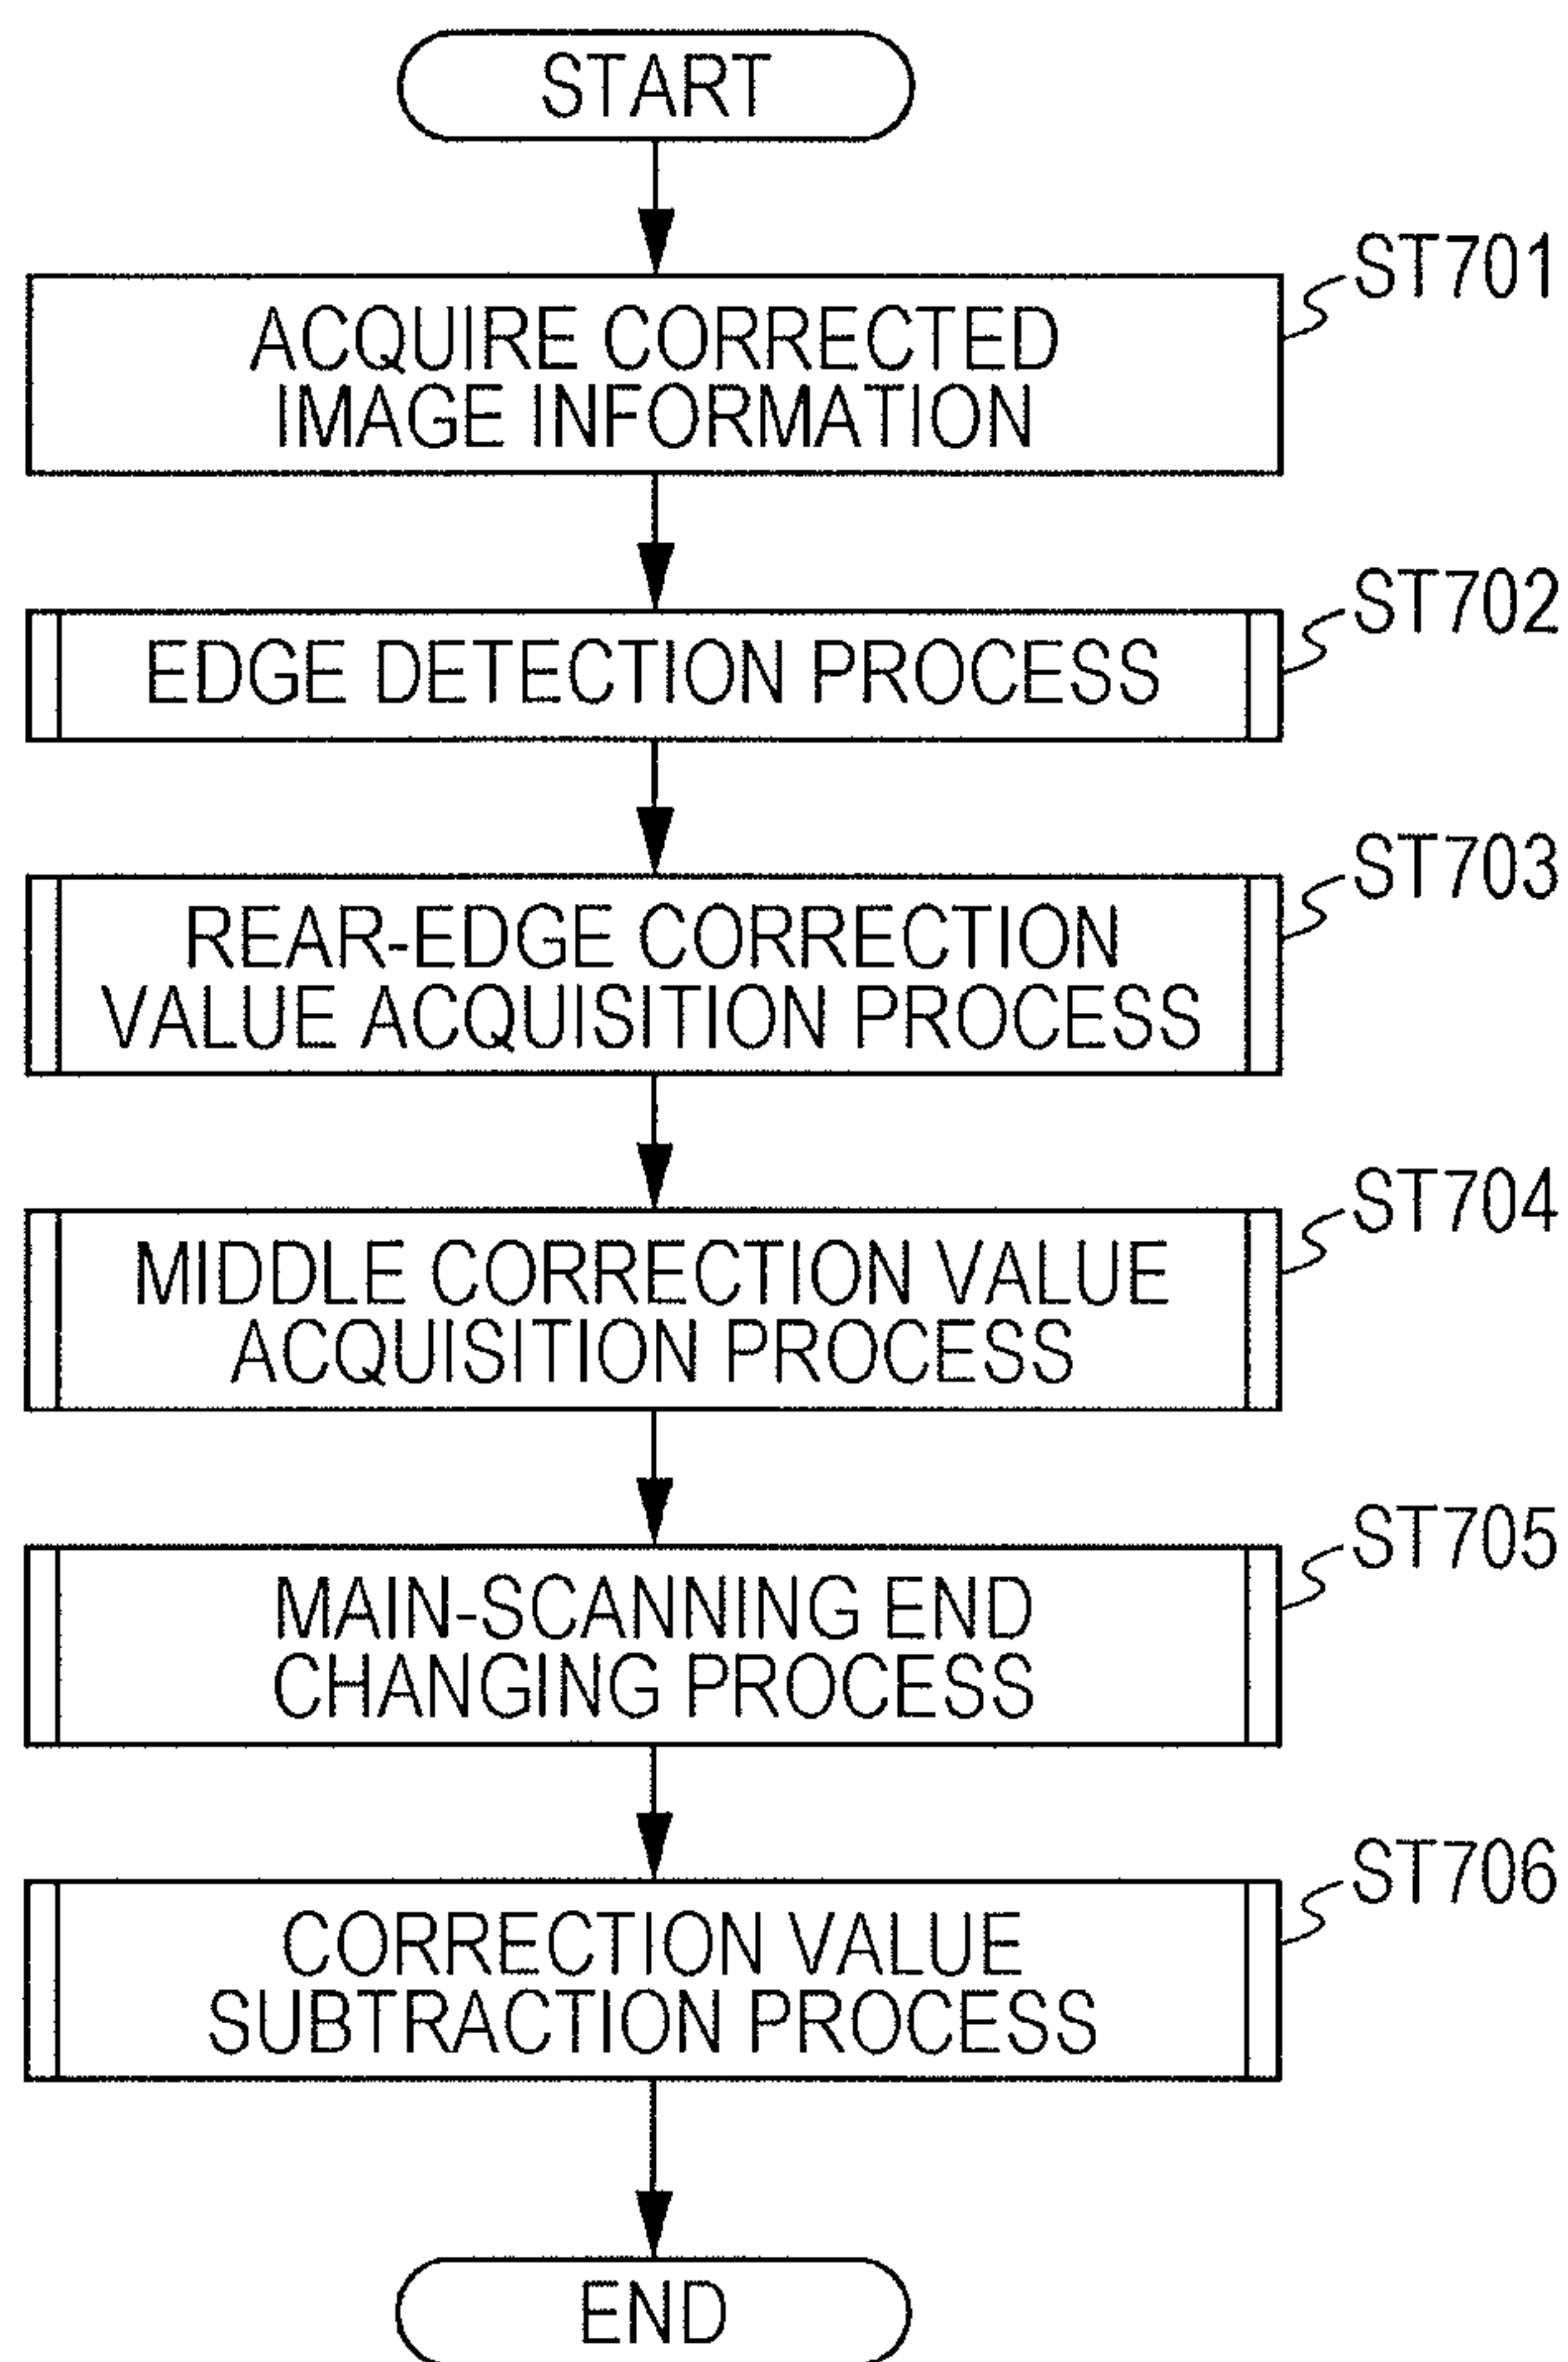 START
ST701
ACQUIRE CORRECTED
IMAGE INFORMATION
ST702
EDGE DETECTION PROCESS
ST703
REAR-EDGE CORRECTION
VALUE ACQUISITION PROCESS
ST704
MIDDLE CORRECTION VALUE
ACQUISITION PROCESS
ST705
MAIN-SCANNING END
CHANGING PROCESS
ST706
CORRECTION VALUE
SUBTRACTION PROCESS
END